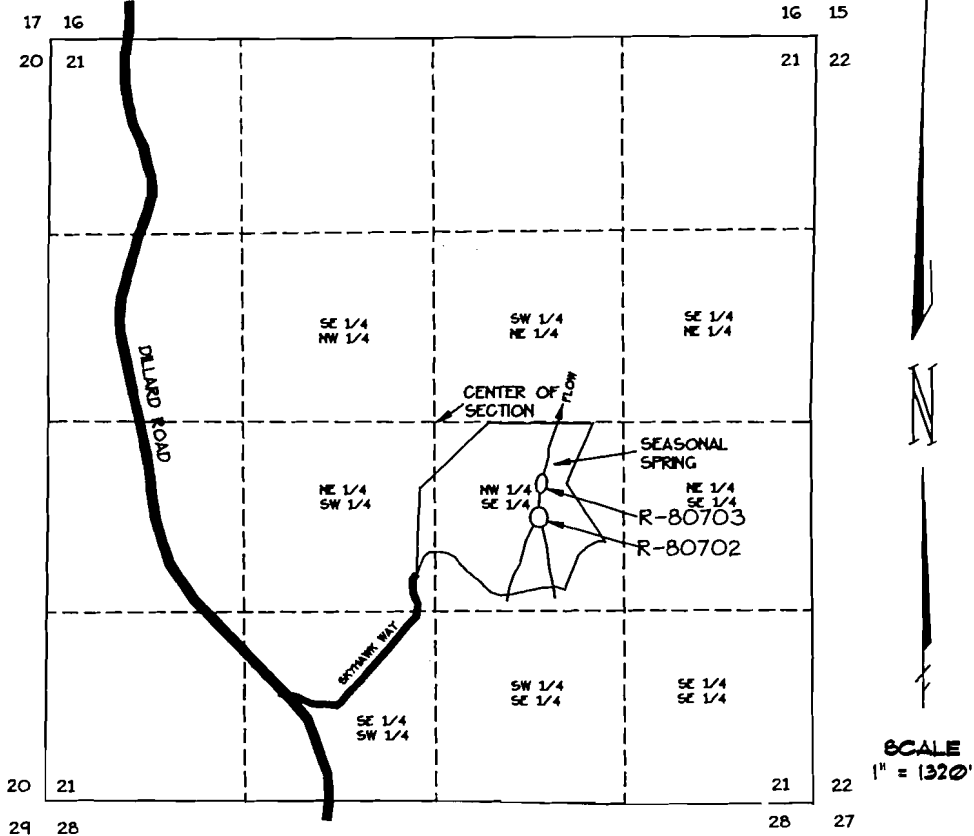 17 16
16 15
20 21
21 22
SE 1/4
NW 1/4
SW 1/4
NE 1/4
SE 1/4
NE 1/4
DILLARD ROAD
N
FLOW
CENTER OF
SECTION
SEASONAL
SPRING
NE 1/4
SW 1/4
NW 1/4
SE 1/4
NE 1/4
SE 1/4
R-80703
R-80702
SKYHAWK WAY
SE 1/4
SW 1/4
SW 1/4
SE 1/4
SE 1/4
SE 1/4
SCALE
1" = 1320'
20 21
21 22
29 28
28 27